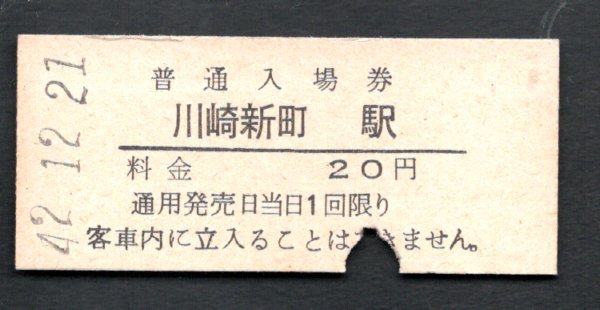 42.12.21
普通入場券
川崎新町 駅
料金 20円
通用発売日当日1回限り
客車内に立入ることは きません。